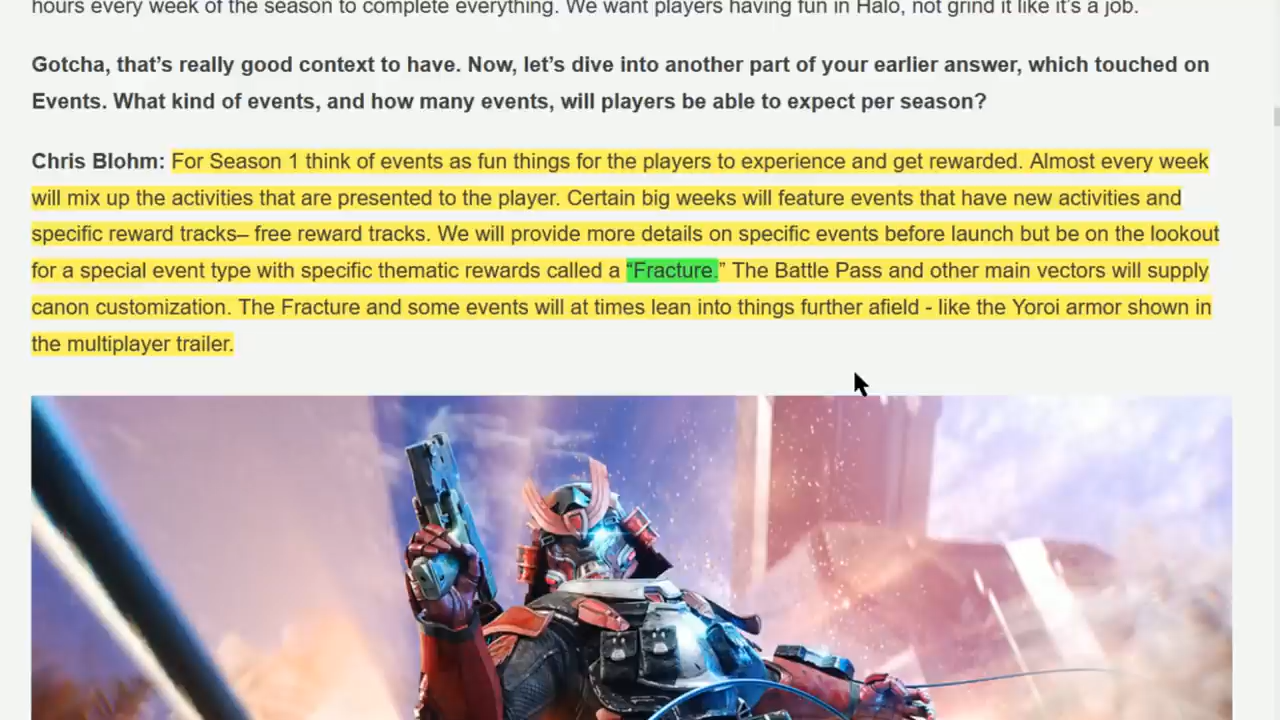 hours every week of the season to complete everything. We want players having fun in Halo, not grind it like it's a job.
Gotcha, that's really good context to have. Now, let's dive into another part of your earlier answer, which touched on
Events. What kind of events, and how many events, will players be able to expect per season?
Chris Blohm: For Season 1 think of events as fun things for the players to experience and get rewarded. Almost every week
will mix up the activities that are presented to the player. Certain big weeks will feature events that have new activities and
specific reward tracks– free reward tracks. We will provide more details on specific events before launch but be on the lookout
for a special event type with specific thematic rewards called a “Fracture.” The Battle Pass and other main vectors will supply
canon customization. The Fracture and some events will at times lean into things further afield - like the Yoroi armor shown in
the multiplayer trailer.